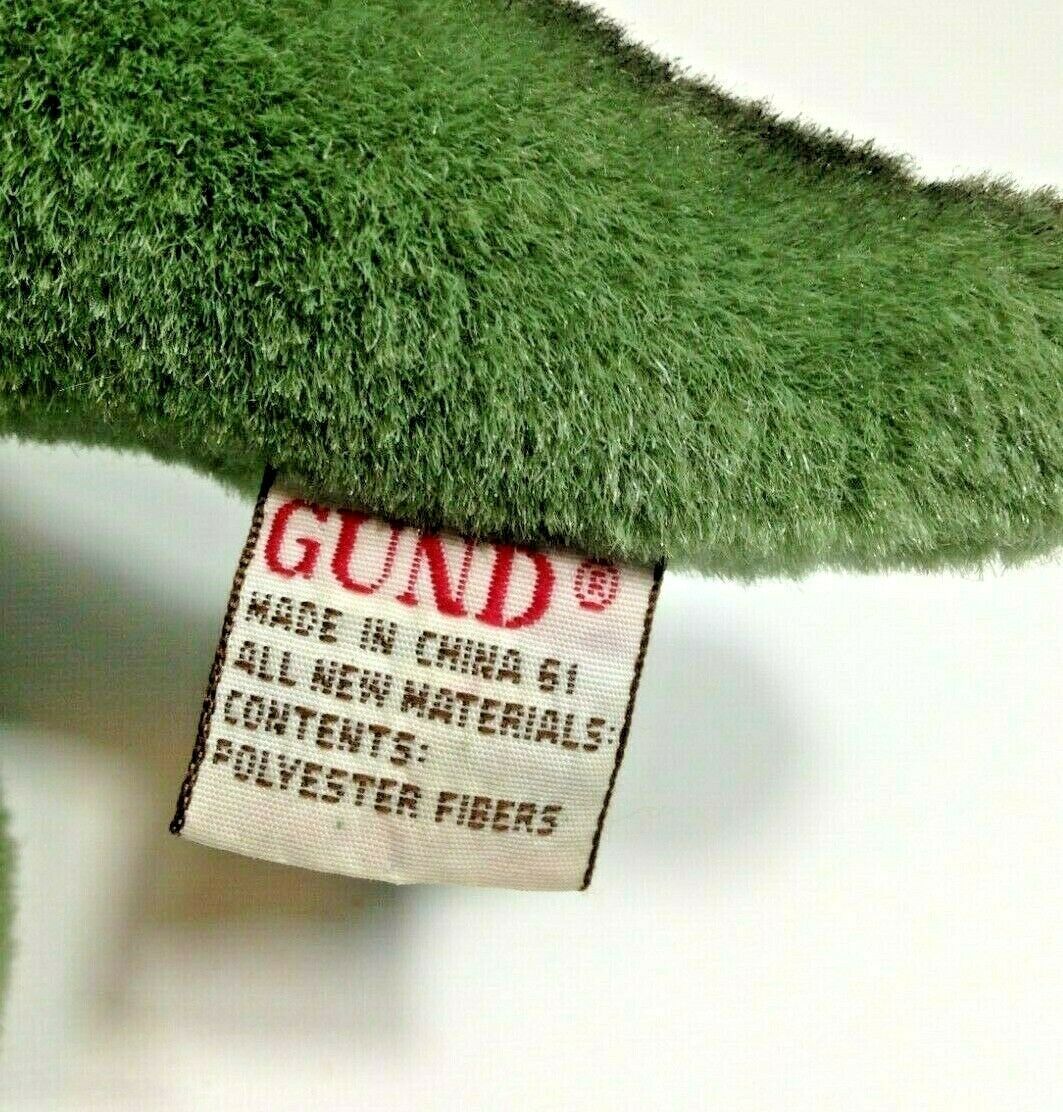 GUND®
MADE IN CHINA 61
ALL NEW MATERIALS:
CONTENTS:
POLYESTER FIBERS